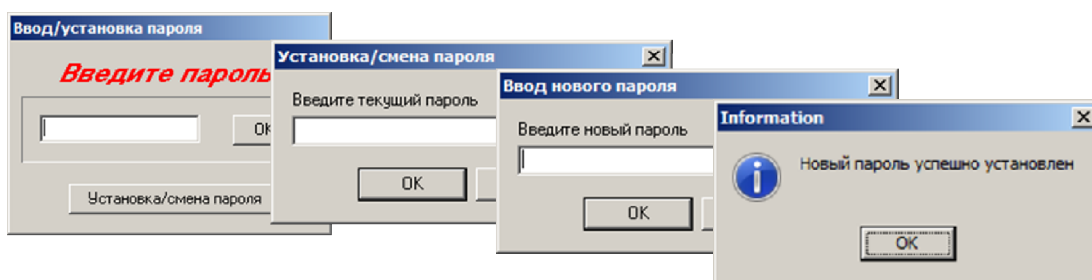 Ввод/установка пароля
Введите пароль
Установка/смена пароля
Установка/смена пароля
Введите текущий пароль
OK
Ввод нового пароля
Введите новый пароль
OK
Information
Новый пароль успешно установлен
OK